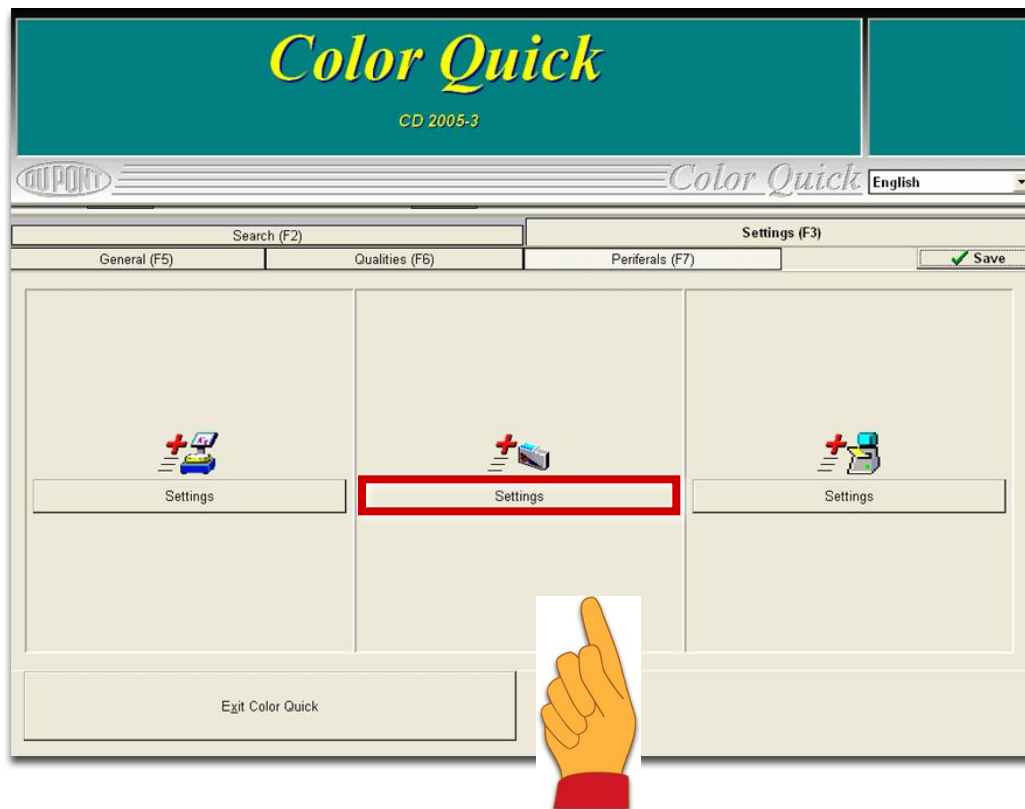 Color Quick
CD 2005-3
DUPONT
Color Quick
English
Search (F2)
Settings (F3)
General (F5)
Qualities (F6)
Periferals (F7)
Save
Settings
Settings
Settings
Exit Color Quick